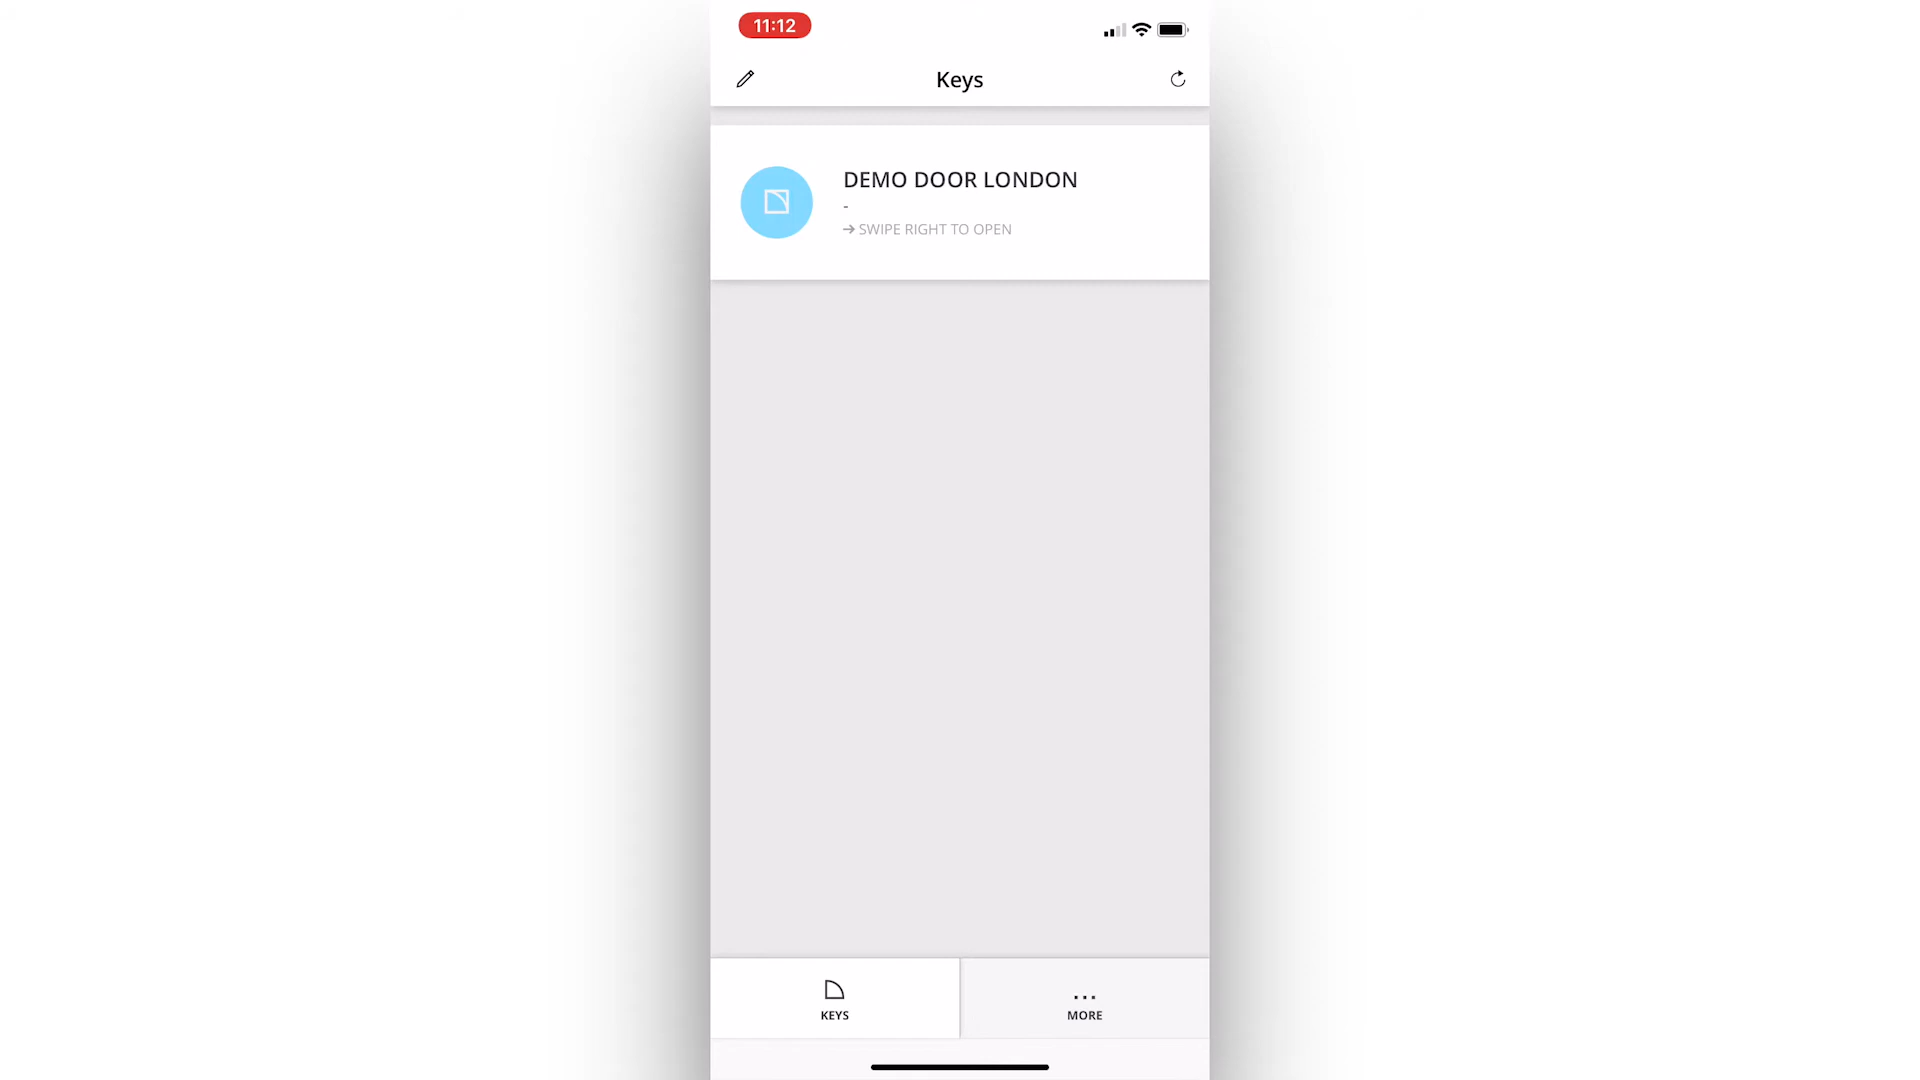 11:12
Keys
DEMO DOOR LONDON
-
→ SWIPE RIGHT TO OPEN
KEYS
MORE